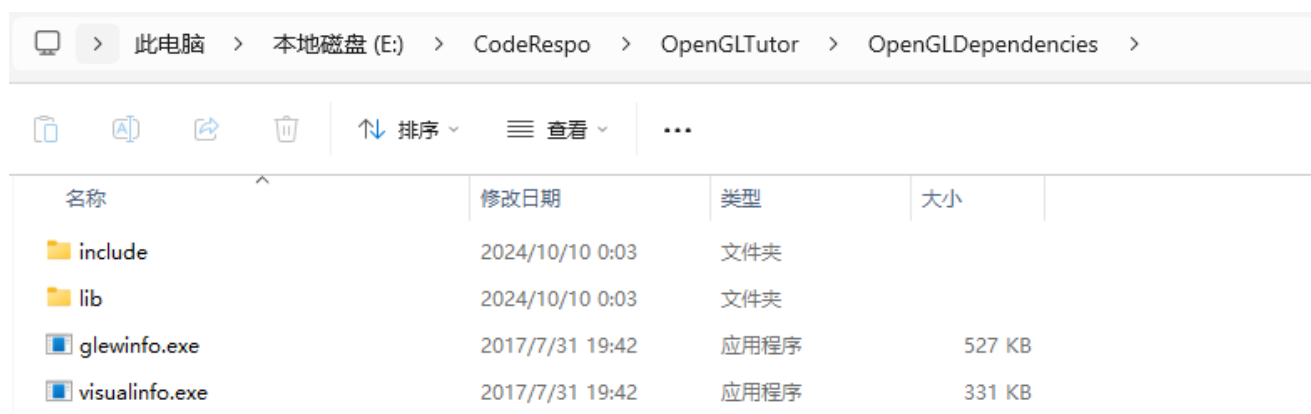 此电脑 > 本地磁盘 (E:) > CodeRespo > OpenGLTutor > OpenGLDependencies >
排序 查看 ...
名称 修改日期 类型 大小
include 2024/10/10 0:03 文件夹
lib 2024/10/10 0:03 文件夹
glewinfo.exe 2017/7/31 19:42 应用程序 527 KB
visualinfo.exe 2017/7/31 19:42 应用程序 331 KB